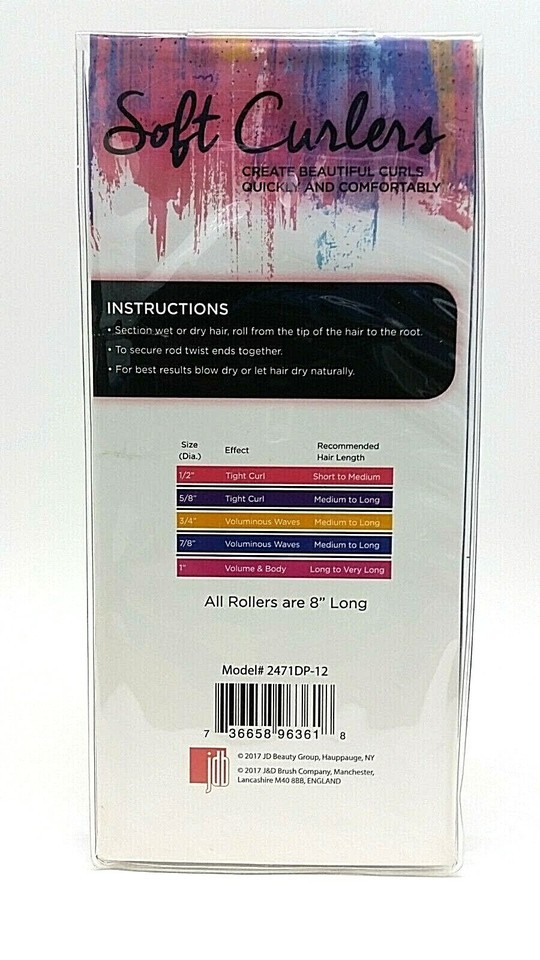 Soft Curlers
CREATE BEAUTIFUL CURLS
QUICKLY AND COMFORTABLY
INSTRUCTIONS
• Section wet or dry hair, roll from the tip of the hair to the root.
• To secure rod twist ends together.
• For best results blow dry or let hair dry naturally.
Size (Dia.) Effect Recommended Hair Length
1/2" Tight Curl Short to Medium
5/8" Tight Curl Medium to Long
3/4" Voluminous Waves Medium to Long
7/8" Voluminous Waves Medium to Long
1" Volume & Body Long to Very Long
All Rollers are 8" Long
Model# 2471DP-12
7 36658 96361 8
jdb
© 2017 JD Beauty Group, Hauppauge, NY
© 2017 J&D Brush Company, Manchester,
Lancashire M40 8BB, ENGLAND